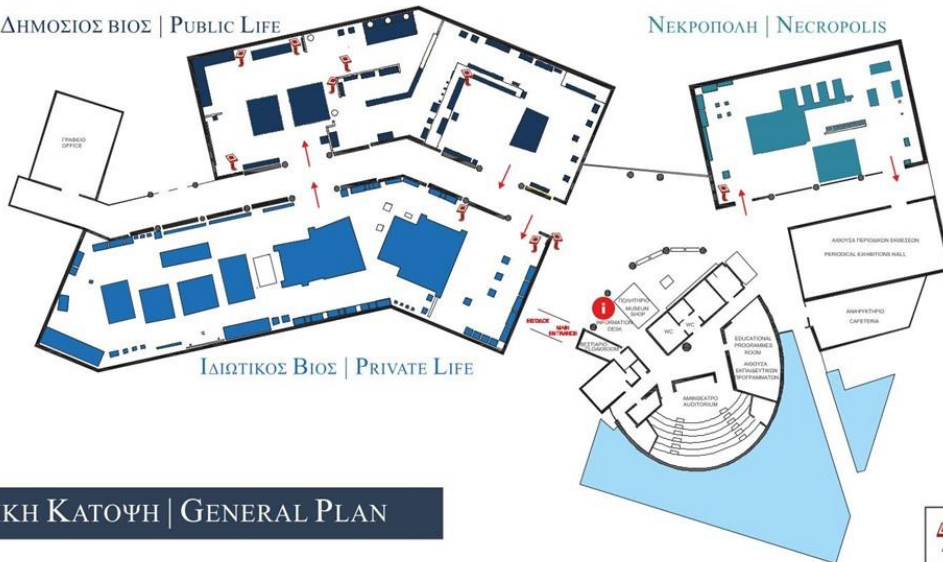 ΔΗΜΟΣΙΟΣ ΒΙΟΣ | PUBLIC LIFE
ΝΕΚΡΟΠΟΛΗ | NECROPOLIS
ΓΡΑΦΕΙΟ
OFFICE
ΑΙΘΟΥΣΑ ΠΕΡΙΟΔΙΚΩΝ ΕΚΘΕΣΕΩΝ
PERIODICAL EXHIBITIONS HALL
ΑΝΑΨΥΚΤΗΡΙΟ
CAFETERIA
ΠΩΛΗΤΗΡΙΟ
MUSEUM
SHOP
i
INFORMATION
DESK
ΕΙΣΟΔΟΣ
MAIN
ENTRANCE
ΒΕΣΤΙΑΡΙΟ
CLOAKROOM
WC
WC
EDUCATIONAL
PROGRAMMES
ROOM
ΑΙΘΟΥΣΑ
ΕΚΠΑΙΔΕΥΤΙΚΩΝ
ΠΡΟΓΡΑΜΜΑΤΩΝ
ΑΜΦΙΘΕΑΤΡΟ
AUDITORIUM
ΙΔΙΩΤΙΚΟΣ ΒΙΟΣ | PRIVATE LIFE
ΚΗ ΚΑΤΟΨΗ | GENERAL PLAN